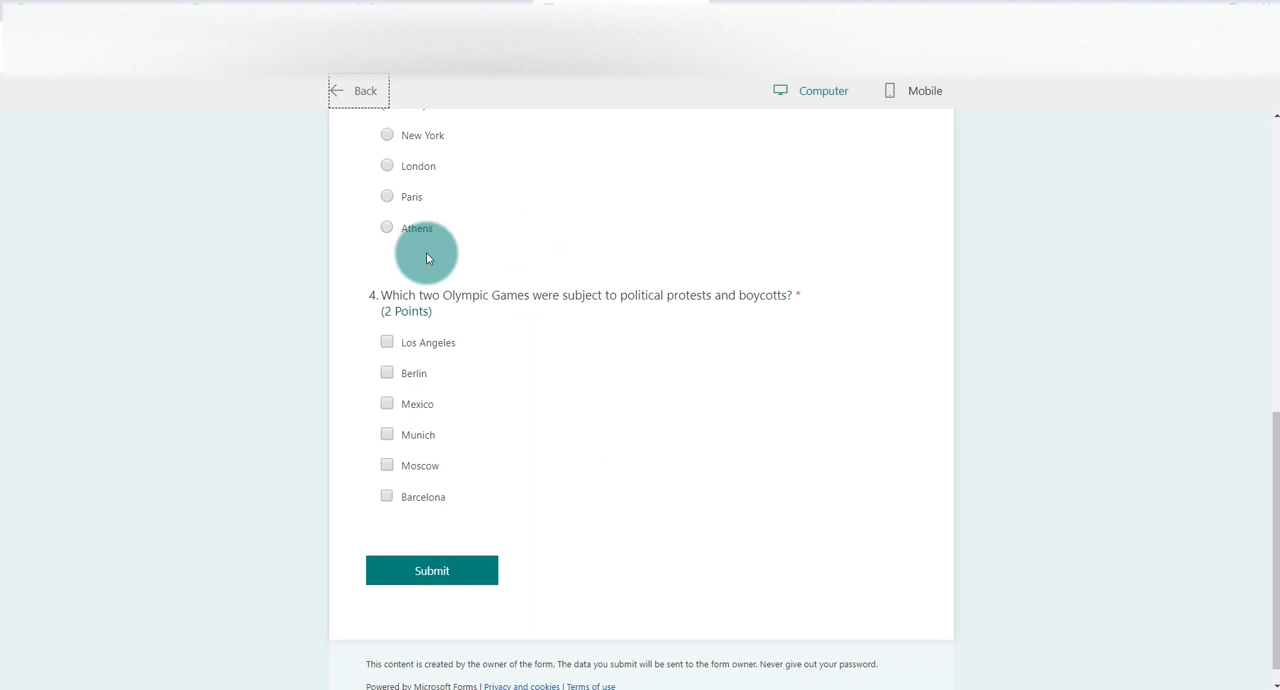 Back
Computer
Mobile
New York
London
Paris
Athens
4. Which two Olympic Games were subject to political protests and boycotts? *
(2 Points)
Los Angeles
Berlin
Mexico
Munich
Moscow
Barcelona
Submit
This content is created by the owner of the form. The data you submit will be sent to the form owner. Never give out your password.
Powered by Microsoft Forms | Privacy and cookies | Terms of use